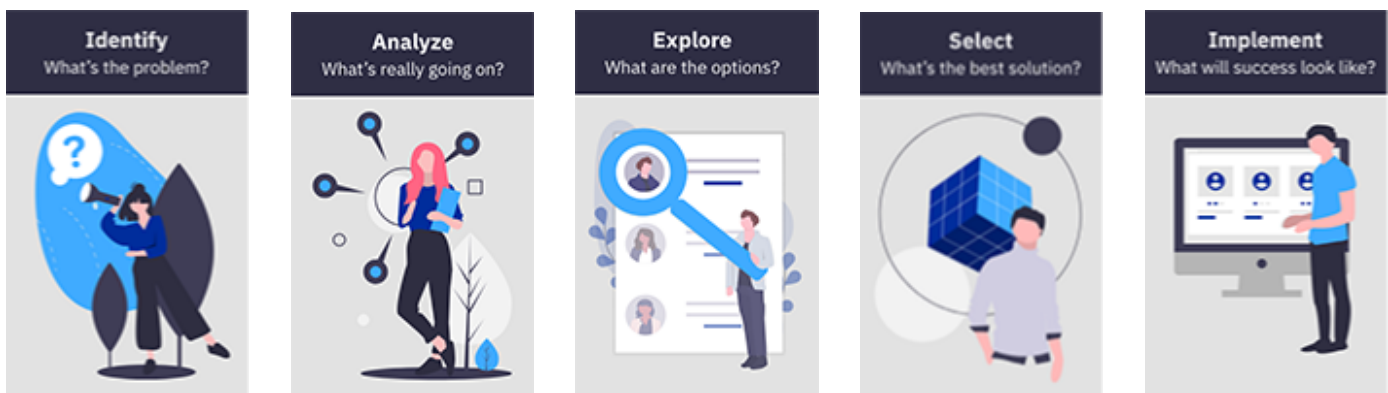 Identify
What's the problem?
Analyze
What's really going on?
Explore
What are the options?
Select
What's the best solution?
Implement
What will success look like?
?